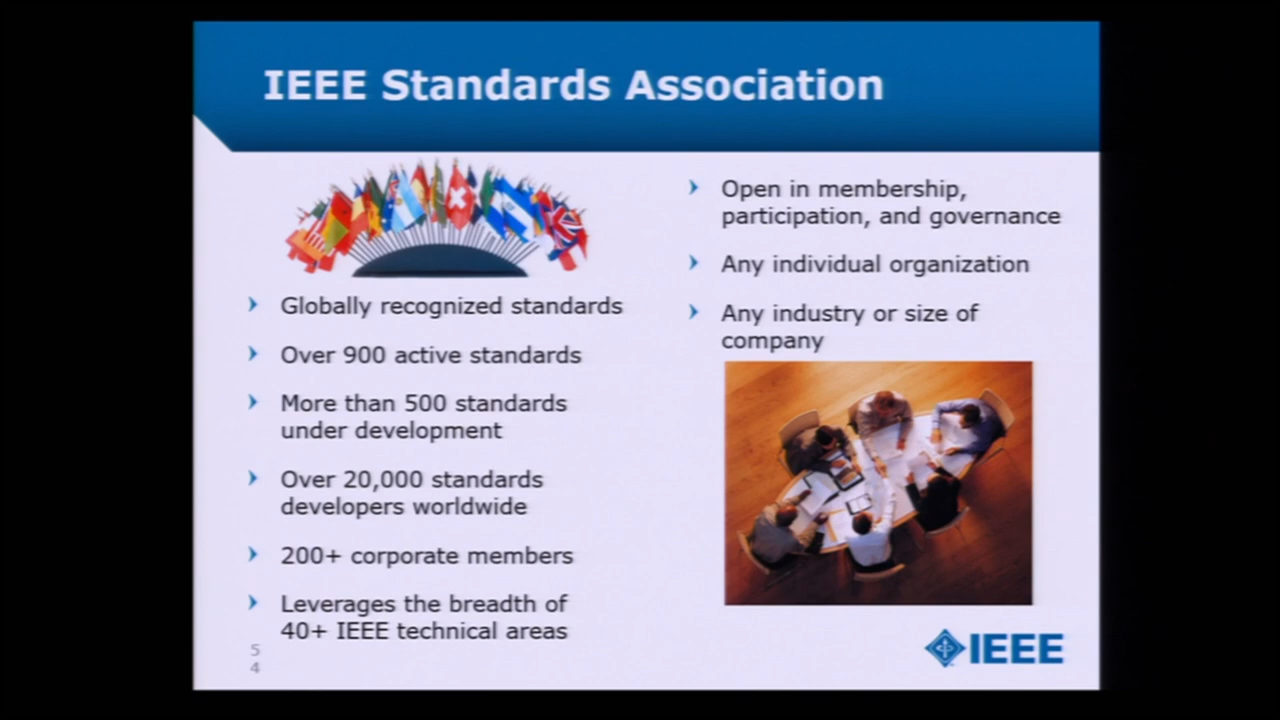 IEEE Standards Association
Globally recognized standards
Over 900 active standards
More than 500 standards
under development
Over 20,000 standards
developers worldwide
200+ corporate members
Leverages the breadth of
40+ IEEE technical areas
5
4
Open in membership,
participation, and governance
Any individual organization
Any industry or size of
company
IEEE